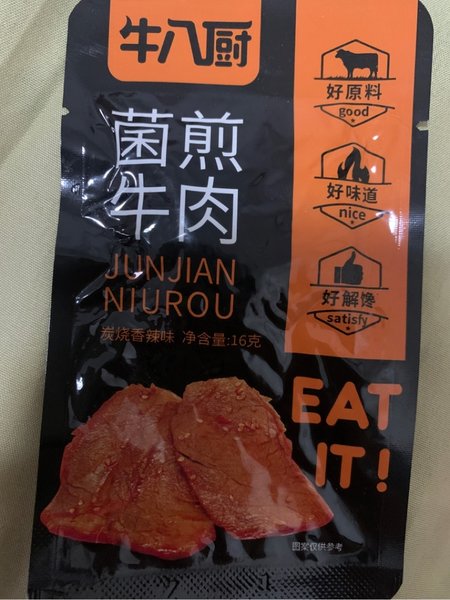 牛八厨
好原料
good
好味道
nice
好解馋
satisfy
菌煎
牛肉
JUNJIAN
NIUROU
炭烧香辣味 净含量:16克
EAT
IT!
图案仅供参考